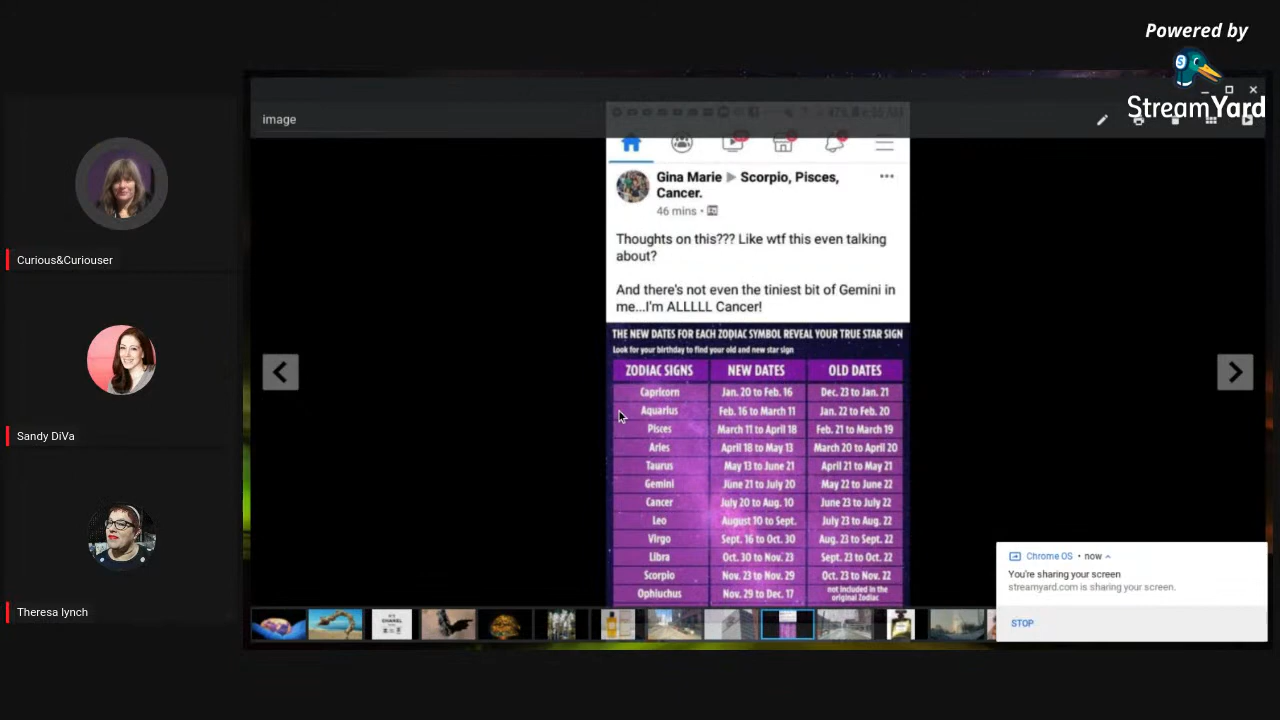 Powered by
StreamYard
image
Gina Marie ▶ Scorpio, Pisces,
Cancer.
46 mins •
Thoughts on this??? Like wtf this even talking
about?
And there's not even the tiniest bit of Gemini in
me...I'm ALLLLL Cancer!
THE NEW DATES FOR EACH ZODIAC SYMBOL REVEAL YOUR TRUE STAR SIGN
Look for your birthday to find your old and new star sign
ZODIAC SIGNS NEW DATES OLD DATES
Capricorn Jan. 20 to Feb. 16 Dec. 23 to Jan. 21
Aquarius Feb. 16 to March 11 Jan. 22 to Feb. 20
Pisces March 11 to April 18 Feb. 21 to March 19
Aries April 18 to May 13 March 20 to April 20
Taurus May 13 to June 21 April 21 to May 21
Gemini June 21 to July 20 May 22 to June 22
Cancer July 20 to Aug. 10 June 23 to July 22
Leo August 10 to Sept. July 23 to Aug. 22
Virgo Sept. 16 to Oct. 30 Aug. 23 to Sept. 22
Libra Oct. 30 to Nov. 23 Sept. 23 to Oct. 22
Scorpio Nov. 23 to Nov. 29 Oct. 23 to Nov. 22
Ophiuchus Nov. 29 to Dec. 17 not included in the
original Zodiac
Curious&Curiouser
Sandy DiVa
Theresa lynch
Chrome OS • now
You're sharing your screen
streamyard.com is sharing your screen.
STOP
CHANEL